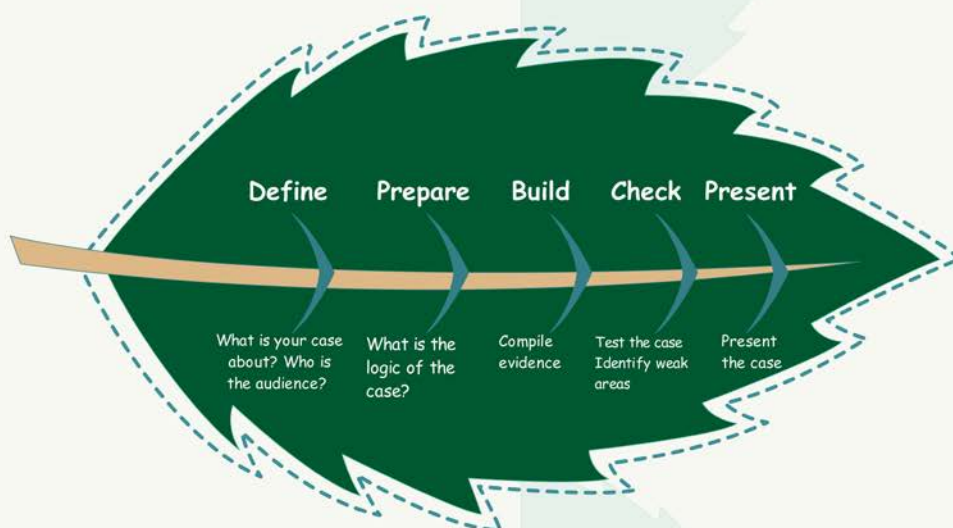 Define
Prepare
Build
Check
Present
What is your case
about? Who is
the audience?
What is the
logic of the
case?
Compile
evidence
Test the case
Identify weak
areas
Present
the case